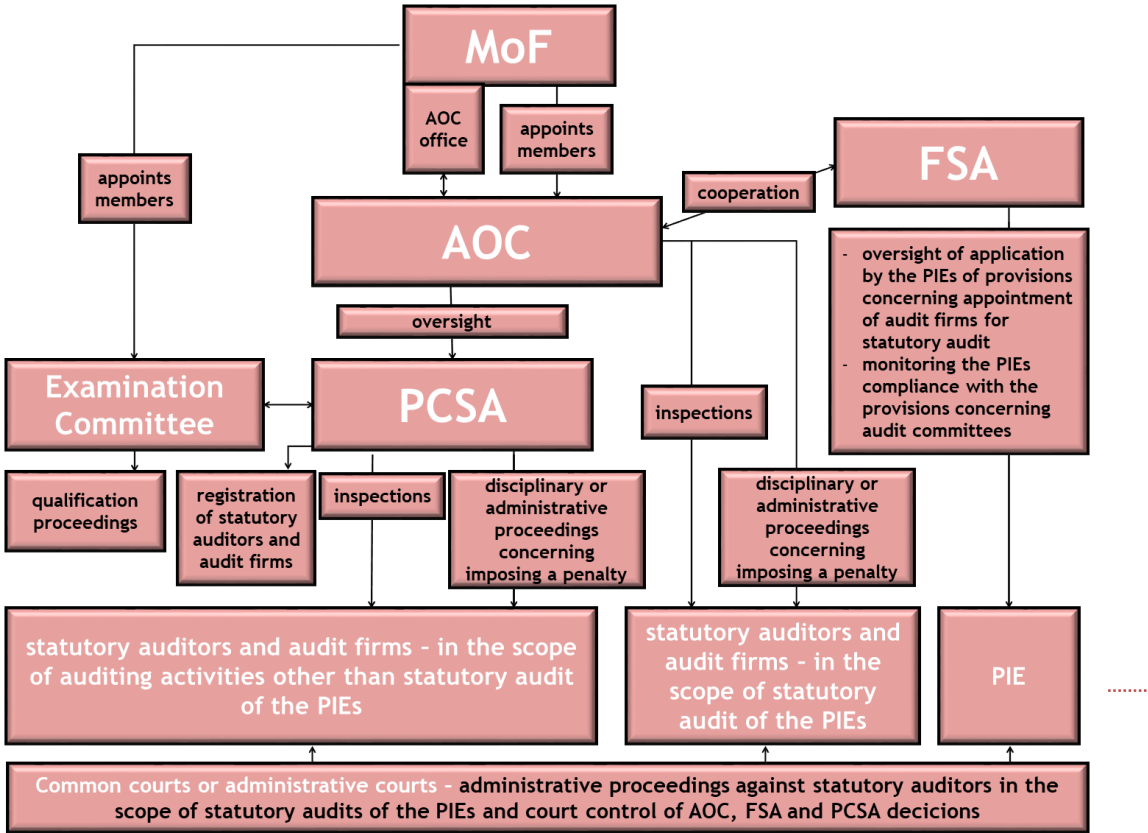 MoF
AOC
office
appoints
members
appoints
members
FSA
cooperation
AOC
- oversight of application
by the PIEs of provisions
concerning appointment
of audit firms for
statutory audit
- monitoring the PIEs
compliance with the
provisions concerning
audit committees
oversight
Examination
Committee
PCSA
inspections
qualification
proceedings
registration
of statutory
auditors and
audit firms
inspections
disciplinary or
administrative
proceedings
concerning
imposing a penalty
disciplinary or
administrative
proceedings
concerning
imposing a penalty
statutory auditors and audit firms - in the scope
of auditing activities other than statutory audit
of the PIEs
statutory auditors and
audit firms - in the
scope of statutory
audit of the PIEs
PIE
Common courts or administrative courts - administrative proceedings against statutory auditors in the
scope of statutory audits of the PIEs and court control of AOC, FSA and PCSA decicions